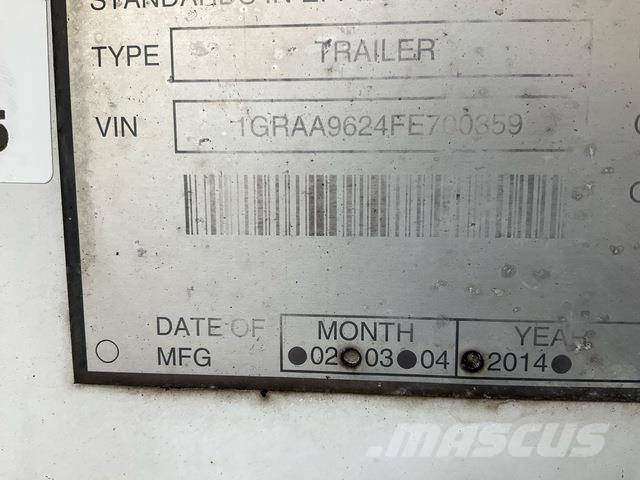 TYPE TRAILER
VIN 1GRAA9624FE700359
DATE OF MFG
MONTH YEAR
●02●03●04 ●2014●
MASCUS